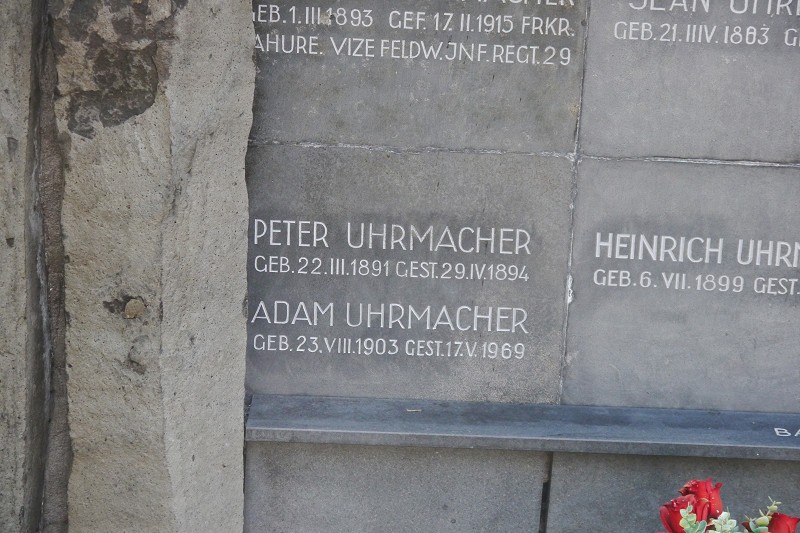 GEB. 1. III. 1893 GEF. 17. II. 1915 FRKR.
VIZE FELDW. JNF. REGT. 29
JEAN
GEB. 21. IIIV. 1883
PETER UHRMACHER
GEB. 22. III. 1891 GEST. 29. IV. 1894
ADAM UHRMACHER
GEB. 23. VIII. 1903 GEST. 17. V. 1969
HEINRICH
GEB. 6. VII. 1899 GEST.